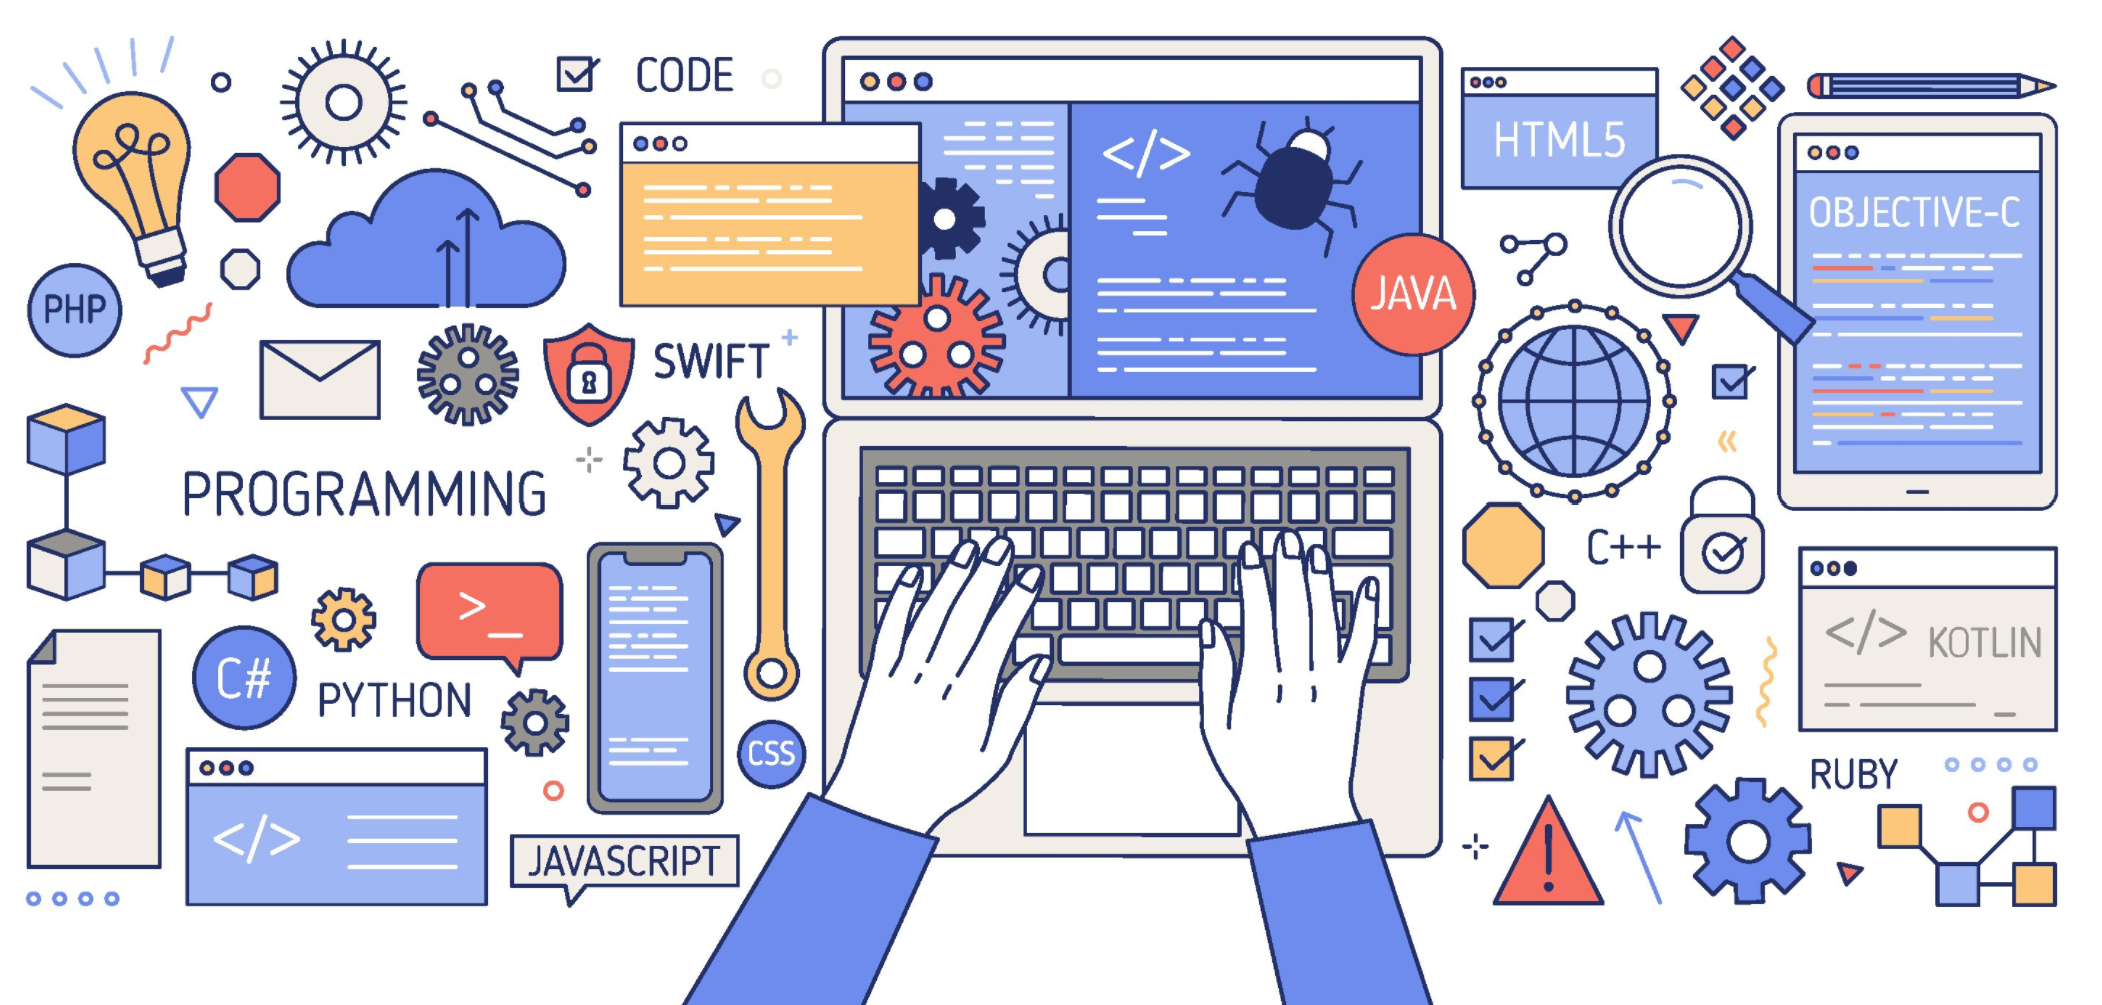 CODE
</>
HTML5
OBJECTIVE-C
PHP
JAVA
SWIFT
PROGRAMMING
C++
>_
C#
PYTHON
</> KOTLIN
_
CSS
RUBY
</>
JAVASCRIPT
!